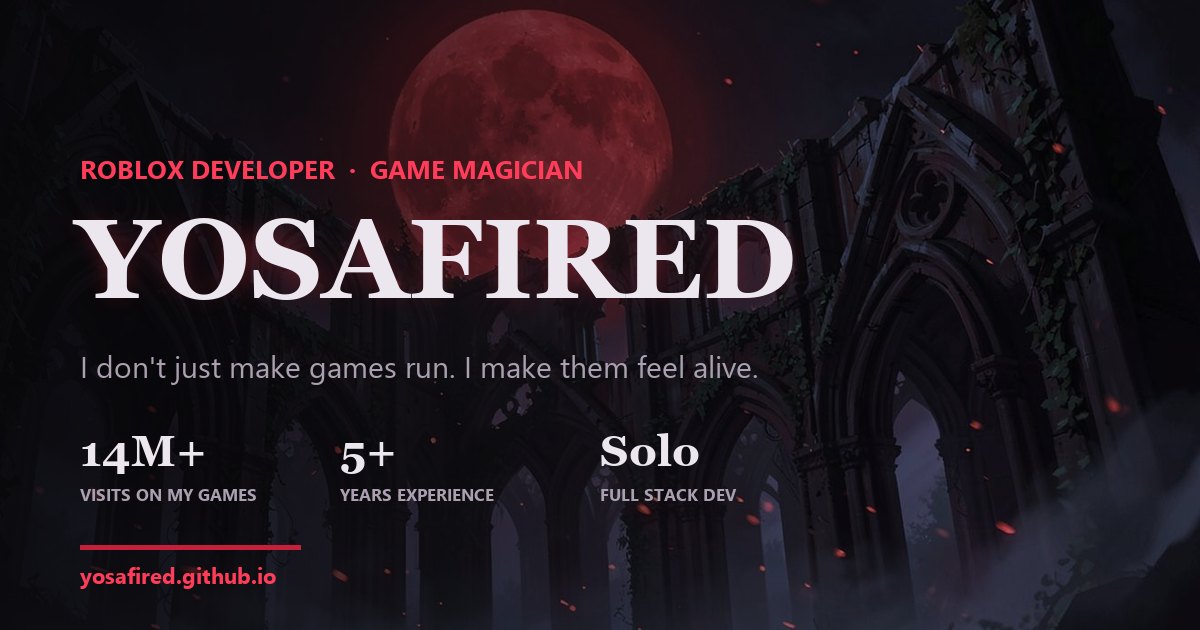 ROBLOX DEVELOPER · GAME MAGICIAN
YOSAFIRED
I don't just make games run. I make them feel alive.
14M+ 5+ Solo
VISITS ON MY GAMES YEARS EXPERIENCE FULL STACK DEV
yosafired.github.io